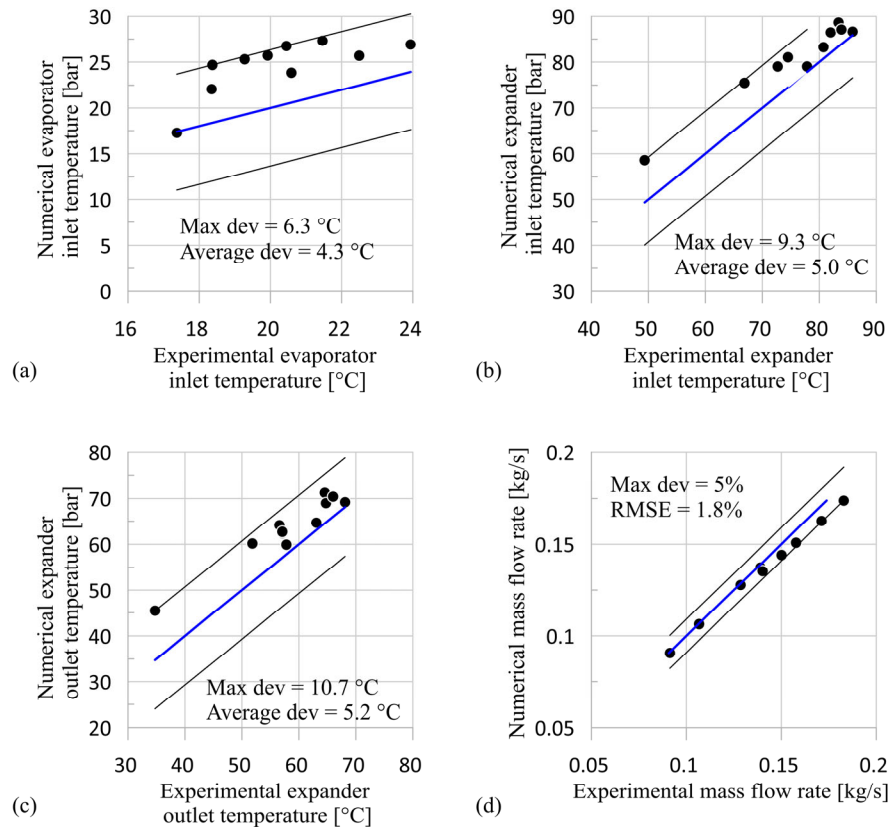 Numerical evaporator
inlet temperature [bar]
30
25
20
15
10
5
0
Max dev = 6.3 °C
Average dev = 4.3 °C
16
18
20
22
24
Experimental evaporator
inlet temperature [°C]
(a)
Numerical expander
inlet temperature [bar]
90
80
70
60
50
40
30
Max dev = 9.3 °C
Average dev = 5.0 °C
40
50
60
70
80
90
Experimental expander
inlet temperature [°C]
(b)
Numerical expander
outlet temperature [bar]
80
70
60
50
40
30
20
Max dev = 10.7 °C
Average dev = 5.2 °C
30
40
50
60
70
80
Experimental expander
outlet temperature [°C]
(c)
Numerical mass flow rate [kg/s]
0.2
0.15
0.1
0.05
Max dev = 5%
RMSE = 1.8%
0.05
0.1
0.15
0.2
Experimental mass flow rate [kg/s]
(d)